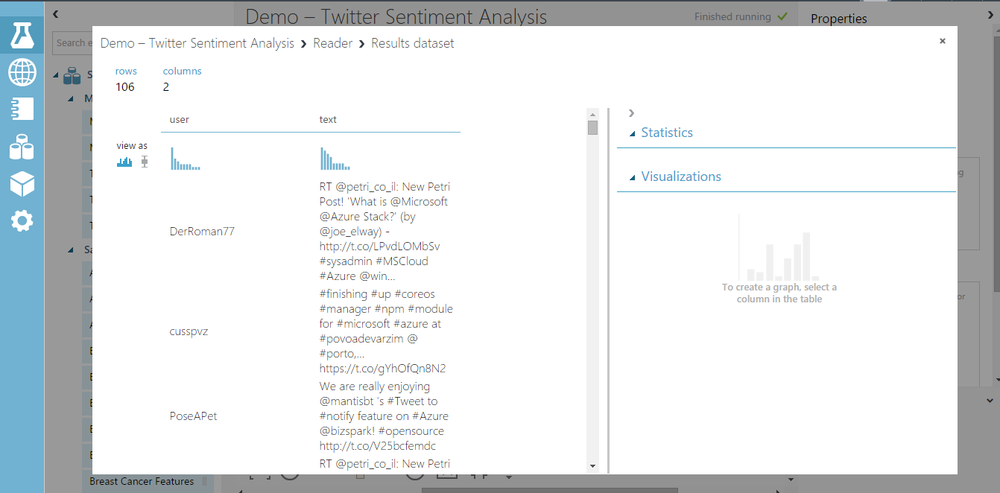 Demo – Twitter Sentiment Analysis
Finished running
Properties
Search e
Demo – Twitter Sentiment Analysis › Reader › Results dataset
×
rows
columns
106
2
user
text
view as
DerRoman77
RT @petri_co_il: New Petri
Post! 'What is @Microsoft
@Azure Stack?' (by
@joe_elway) -
http://t.co/LPvdLOMbSv
#sysadmin #MSCloud
#Azure @win...
cusspvz
#finishing #up #coreos
#manager #npm #module
for #microsoft #azure at
#povoadevarzim @
#porto,...
https://t.co/gYhOfQn8N2
PoseAPet
We are really enjoying
@mantisbt 's #Tweet to
#notify feature on #Azure
@bizspark! #opensource
http://t.co/V25bcfemdc
RT @petri_co_il: New Petri
Statistics
Visualizations
To create a graph, select a
column in the table
Breast Cancer Features